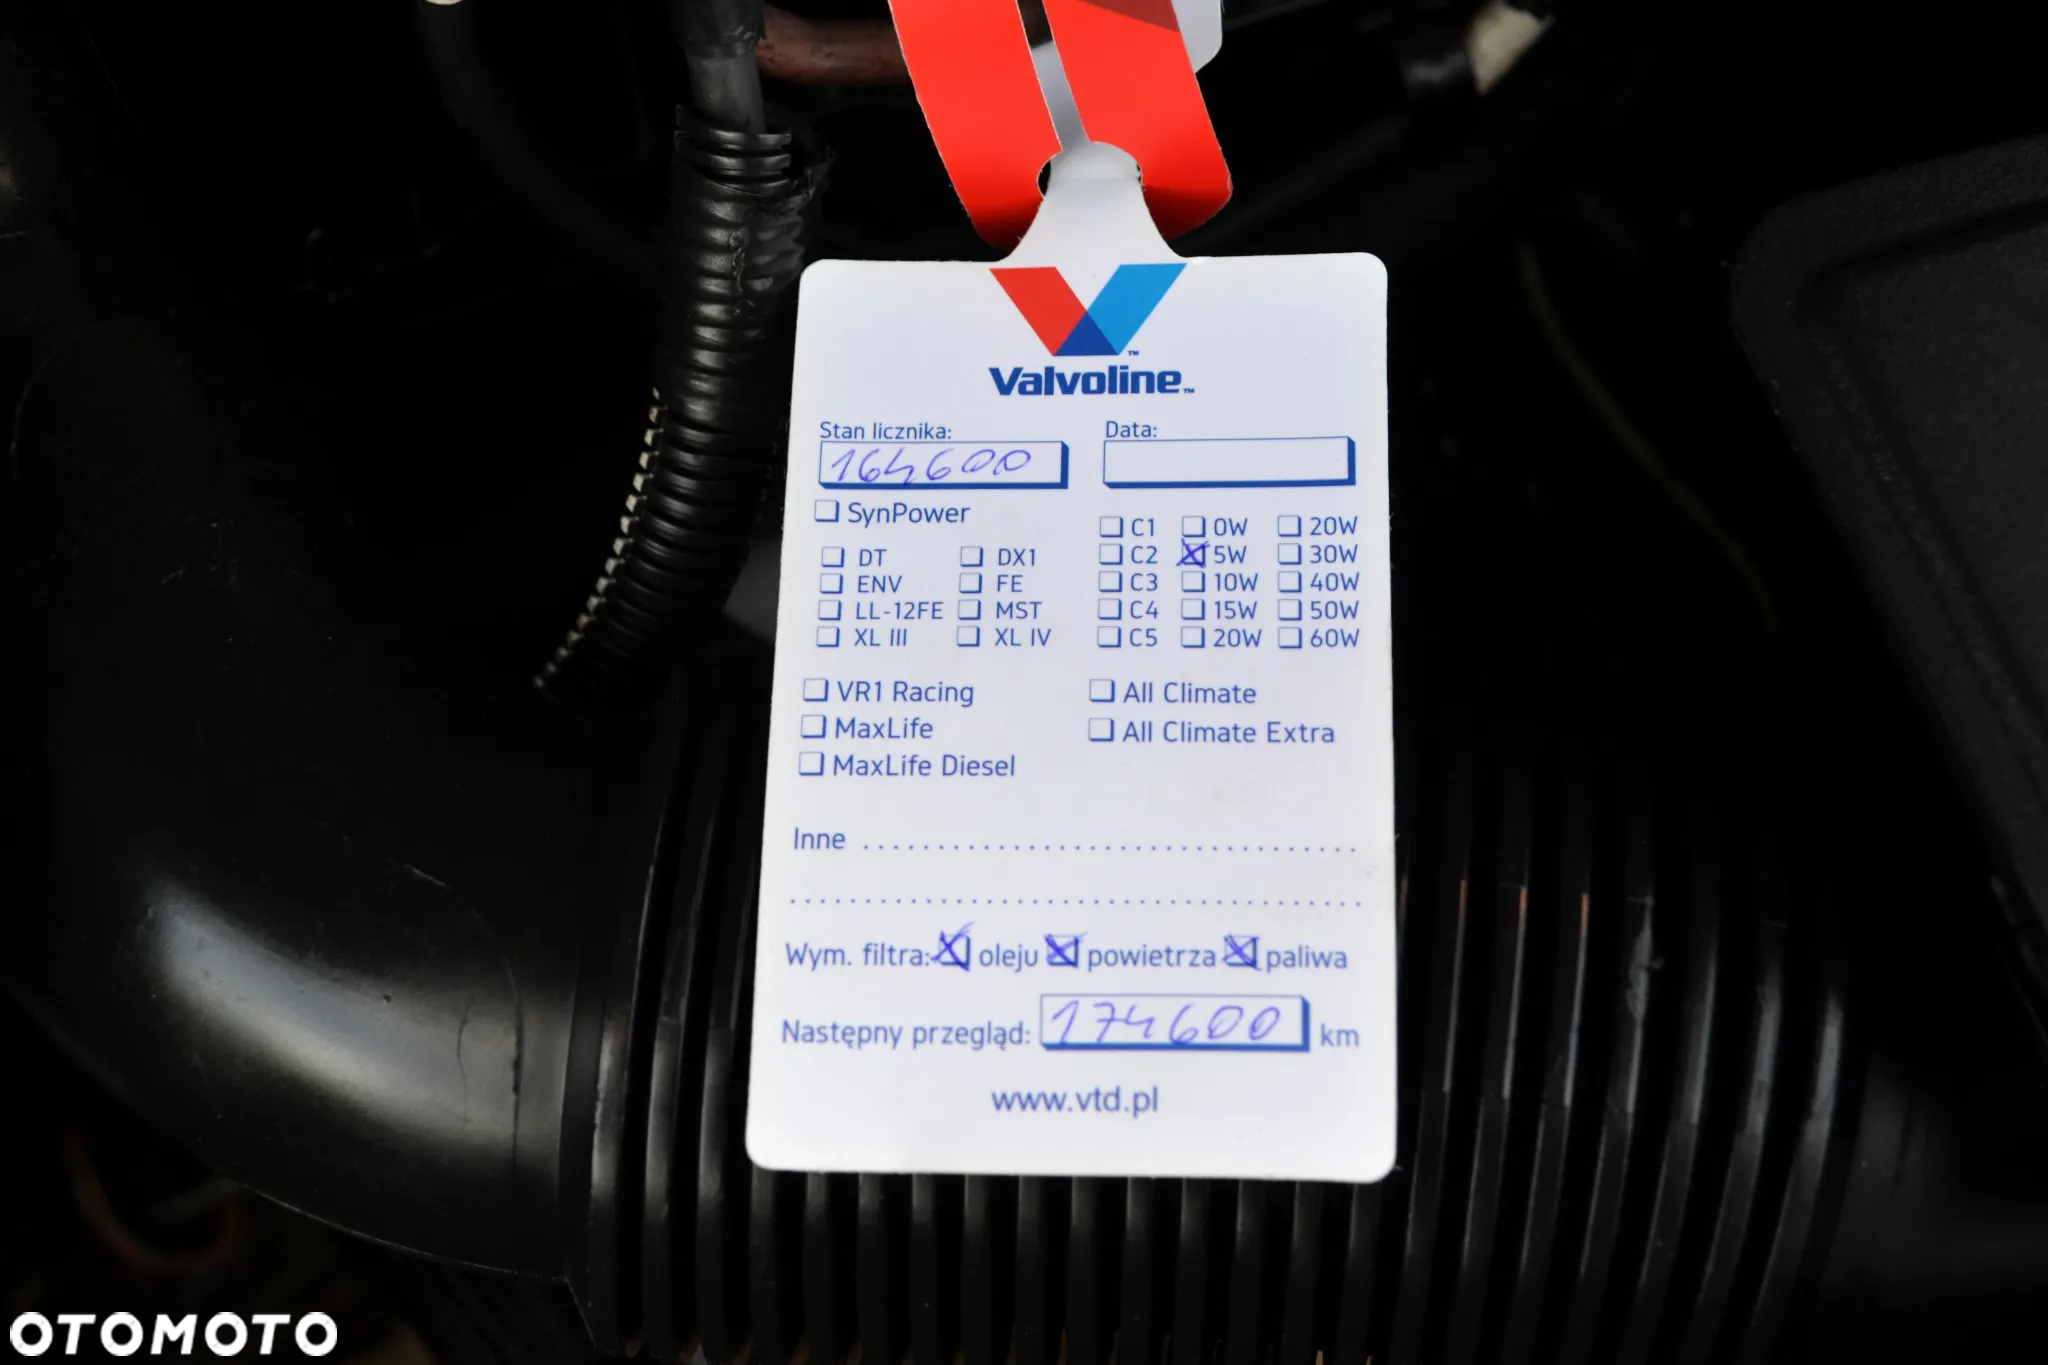 Valvoline™
Stan licznika: Data:
164600
SynPower
C1 0W 20W
C2 5W 30W
C3 10W 40W
C4 15W 50W
C5 20W 60W
DT DX1
ENV FE
LL-12FE MST
XL III XL IV
VR1 Racing All Climate
MaxLife All Climate Extra
MaxLife Diesel
Inne
Wym. filtra: oleju powietrza paliwa
Następny przegląd: 174600 km
www.vtd.pl
OTOMOTO